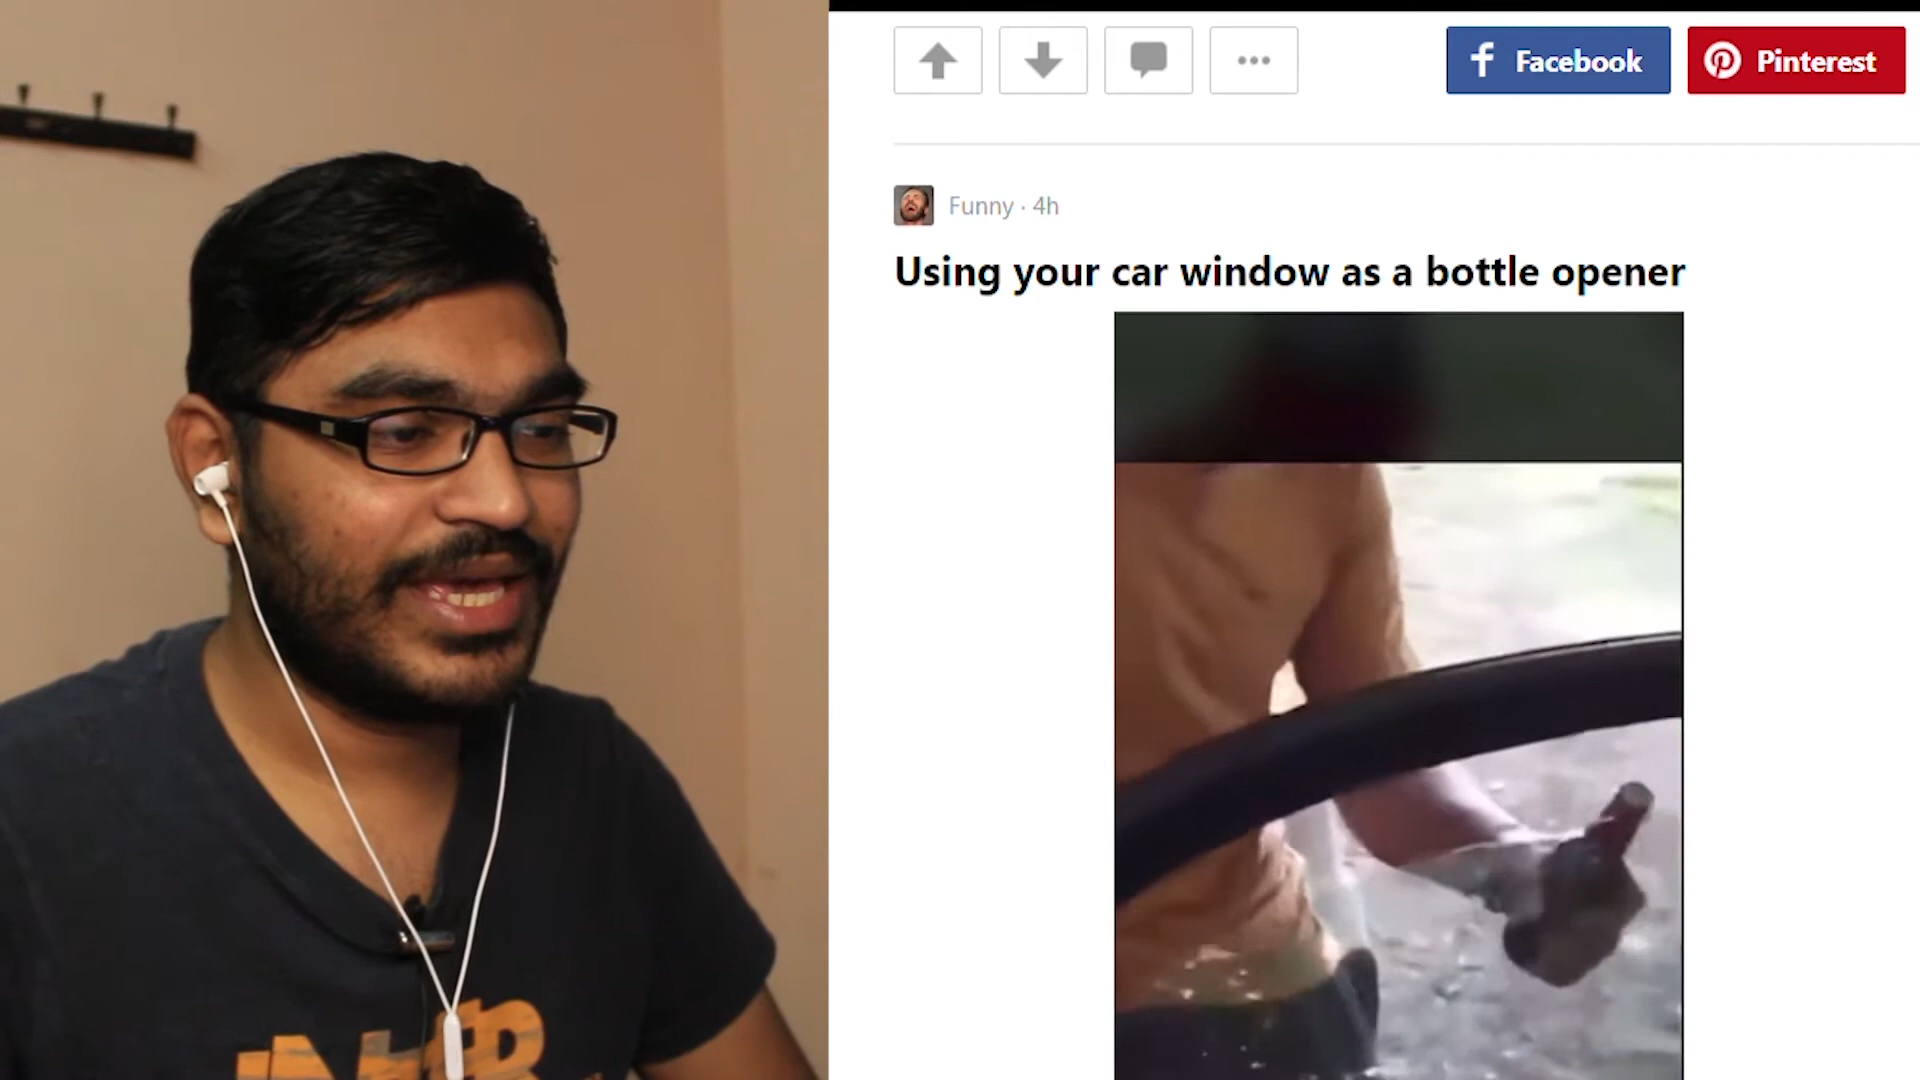 Facebook
Pinterest
Funny · 4h
Using your car window as a bottle opener